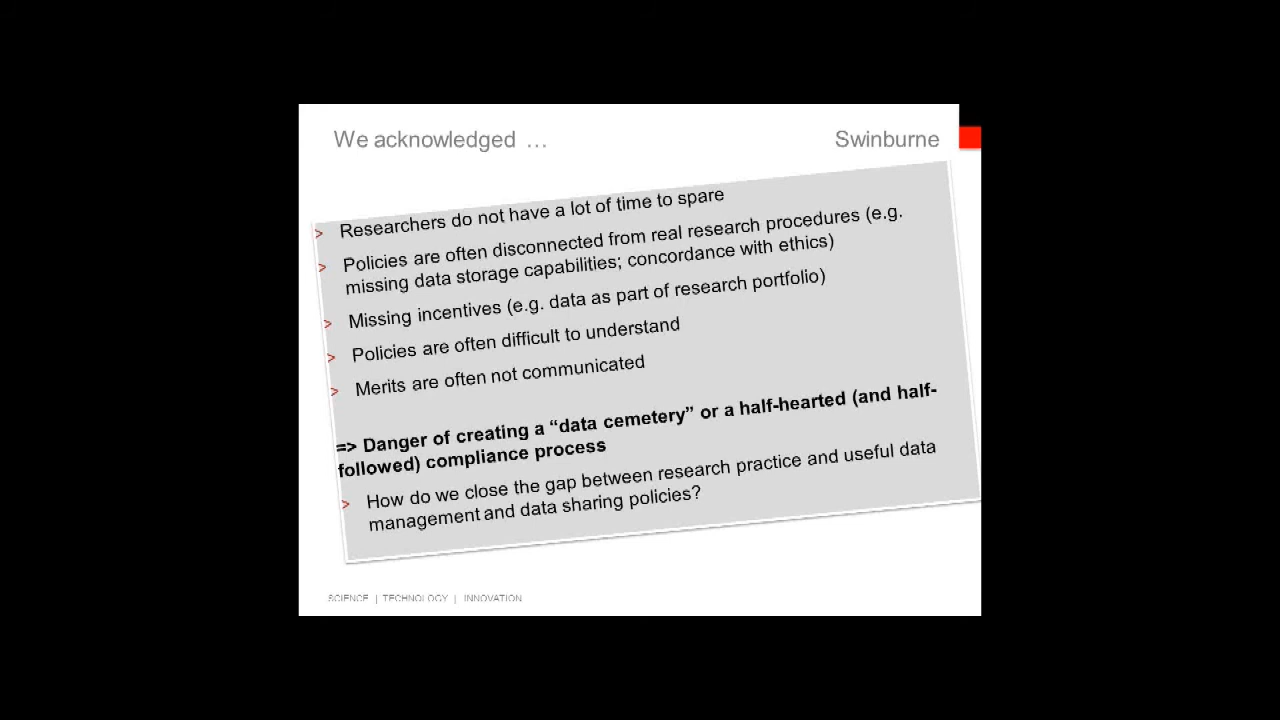 We acknowledged …
Swinburne
> Researchers do not have a lot of time to spare
> Policies are often disconnected from real research procedures (e.g.
missing data storage capabilities; concordance with ethics)
> Missing incentives (e.g. data as part of research portfolio)
> Policies are often difficult to understand
> Merits are often not communicated
=> Danger of creating a “data cemetery” or a half-hearted (and half-
followed) compliance process
> How do we close the gap between research practice and useful data
management and data sharing policies?
SCIENCE | TECHNOLOGY | INNOVATION